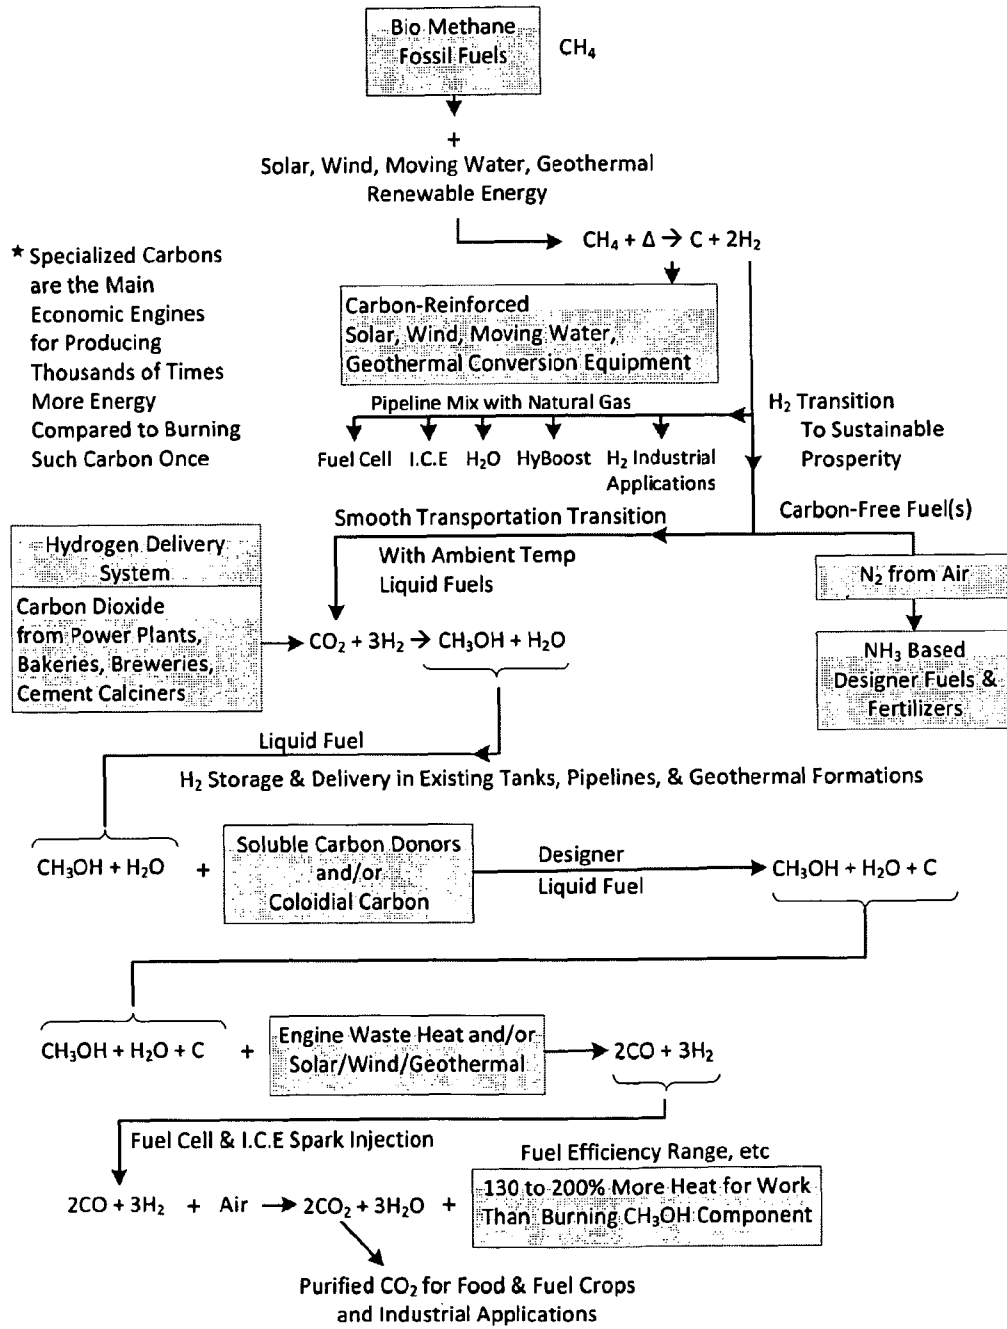 Bio Methane
Fossil Fuels
CH₄
+
Solar, Wind, Moving Water, Geothermal
Renewable Energy
CH₄ + Δ → C + 2H₂
★ Specialized Carbons
are the Main
Economic Engines
for Producing
Thousands of Times
More Energy
Compared to Burning
Such Carbon Once
Carbon-Reinforced
Solar, Wind, Moving Water,
Geothermal Conversion Equipment
Pipeline Mix with Natural Gas
H₂ Transition
To Sustainable
Prosperity
Fuel Cell
I.C.E
H₂O
HyBoost
H₂ Industrial
Applications
Smooth Transportation Transition
With Ambient Temp
Liquid Fuels
Carbon-Free Fuel(s)
Hydrogen Delivery
System
Carbon Dioxide
from Power Plants,
Bakeries, Breweries,
Cement Calciners
CO₂ + 3H₂ → CH₃OH + H₂O
N₂ from Air
NH₃ Based
Designer Fuels &
Fertilizers
Liquid Fuel
H₂ Storage & Delivery in Existing Tanks, Pipelines, & Geothermal Formations
CH₃OH + H₂O
+
Soluble Carbon Donors
and/or
Coloidial Carbon
Designer
Liquid Fuel
CH₃OH + H₂O + C
CH₃OH + H₂O + C
+
Engine Waste Heat and/or
Solar/Wind/Geothermal
2CO + 3H₂
Fuel Cell & I.C.E Spark Injection
2CO + 3H₂ + Air → 2CO₂ + 3H₂O +
Fuel Efficiency Range, etc
130 to 200% More Heat for Work
Than Burning CH₃OH Component
Purified CO₂ for Food & Fuel Crops
and Industrial Applications